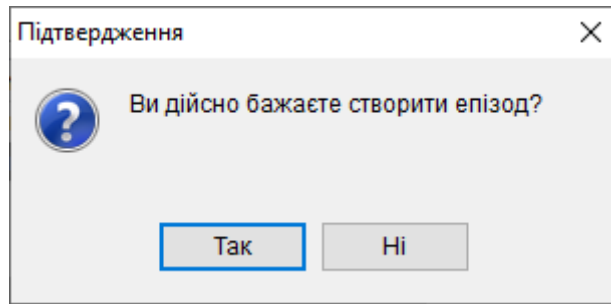 Підтвердження
Ви дійсно бажаєте створити епізод?
Так
Ні